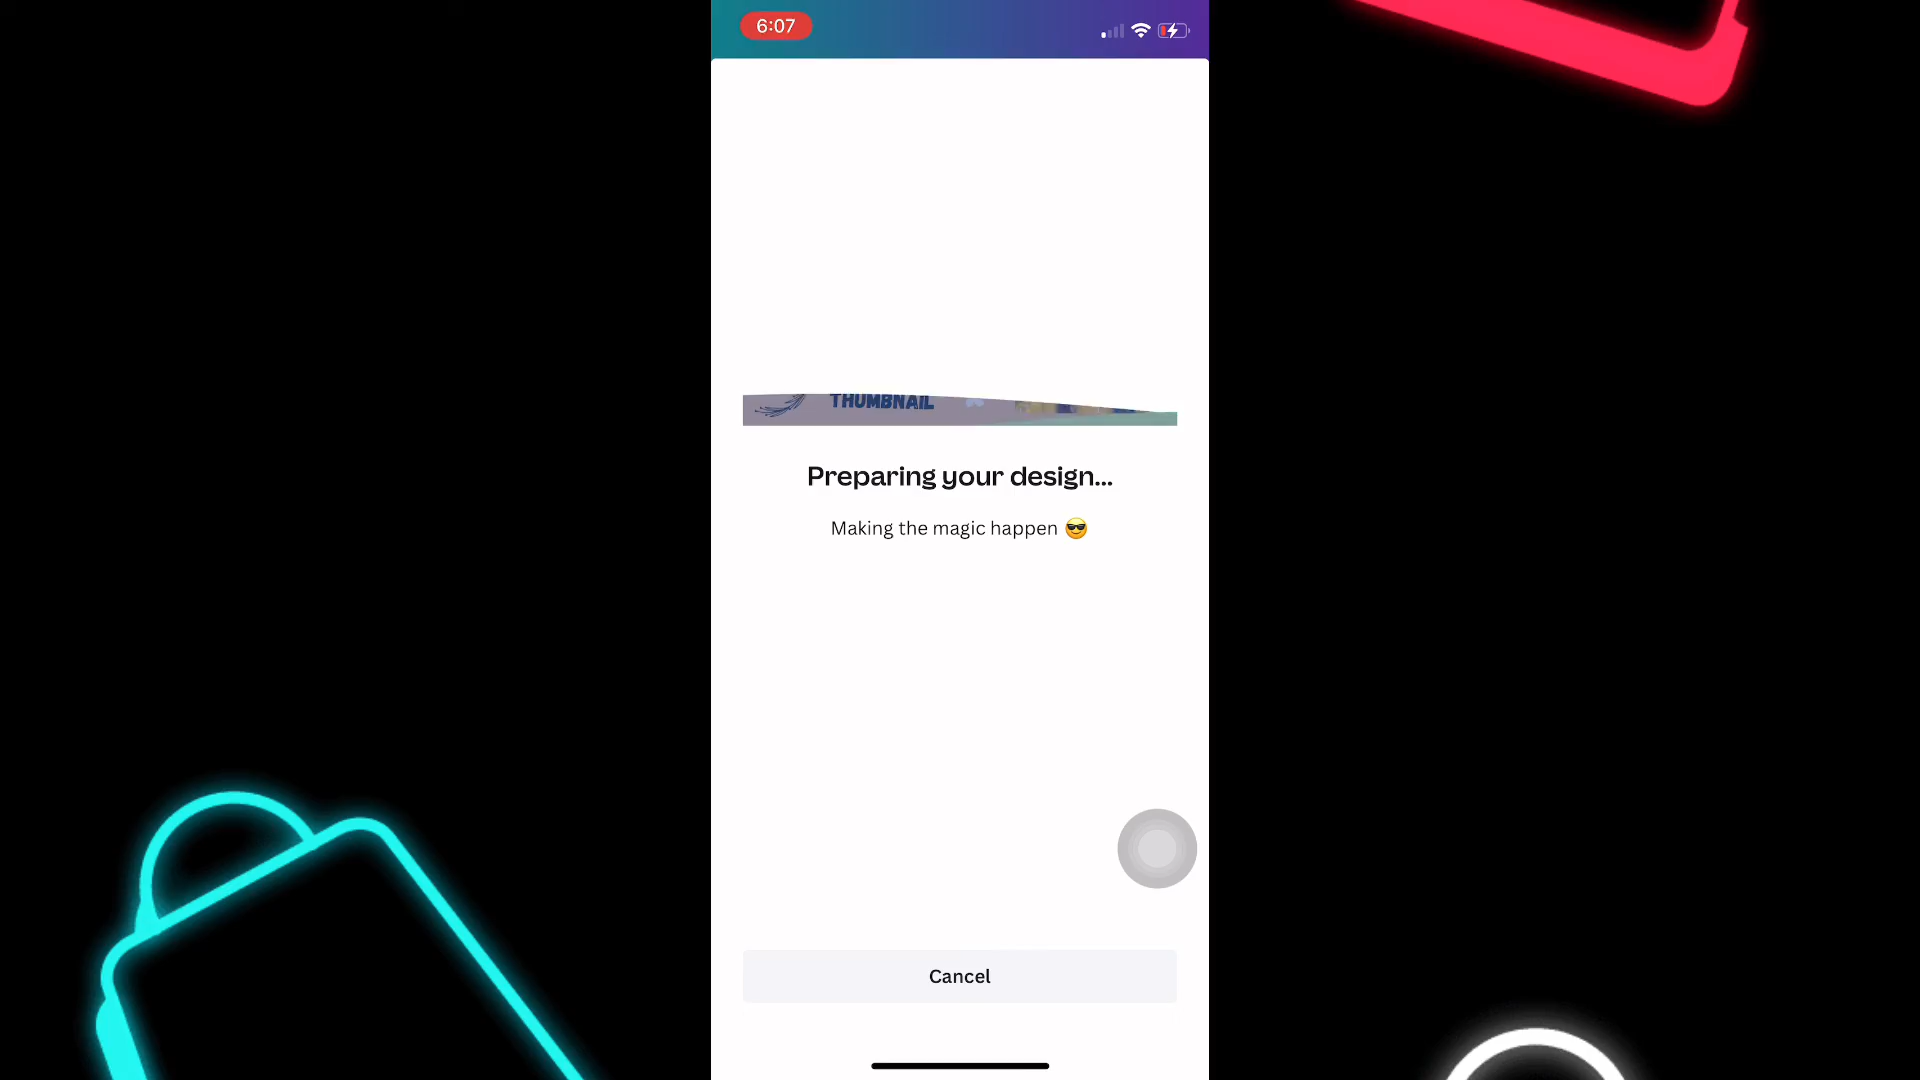 6:07
THUMBNAIL
Preparing your design...
Making the magic happen 😎
Cancel